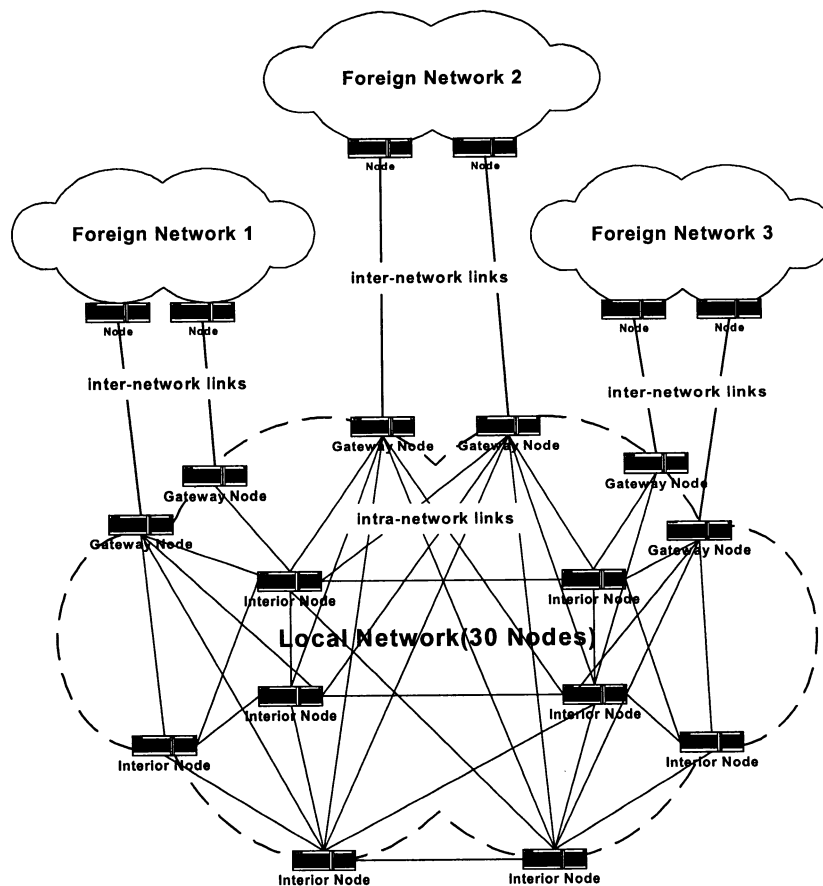 Foreign Network 2
Node
Node
Foreign Network 1
Foreign Network 3
inter-network links
Node
Node
Node
Node
inter-network links
inter-network links
Gateway Node
Gateway Node
Gateway Node
Gateway Node
intra-network links
Gateway Node
Gateway Node
Interior Node
Interior Node
Local Network(30 Nodes)
Interior Node
Interior Node
Interior Node
Interior Node
Interior Node
Interior Node